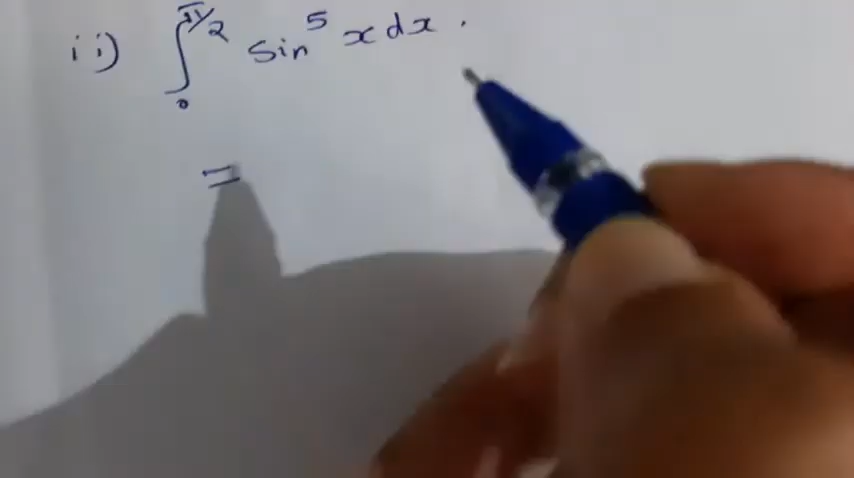 ii) ∫₀^{π/2} sin⁵ x dx .
=